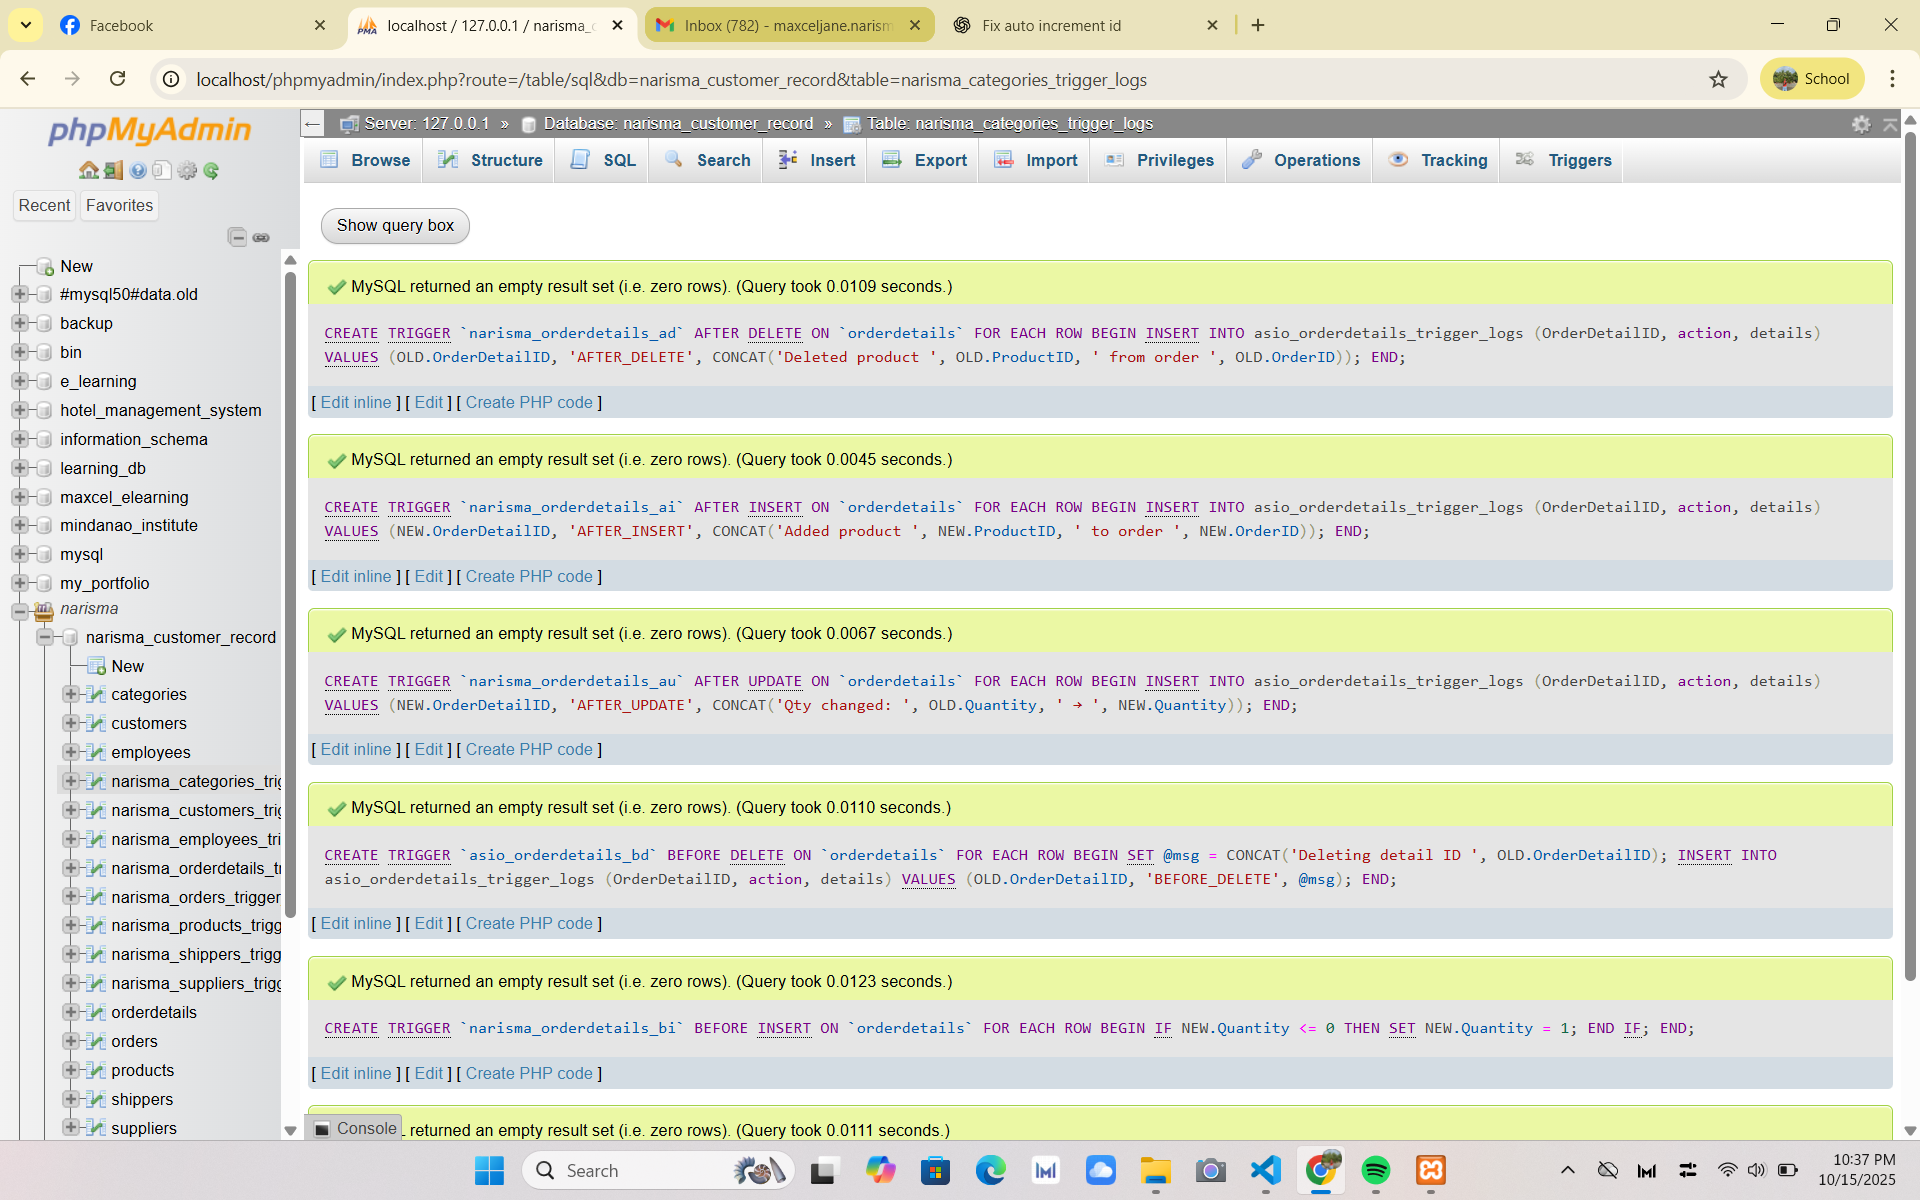 Facebook
localhost / 127.0.0.1 / narisma_c
Inbox (782) - maxceljane.narism
Fix auto increment id
localhost/phpmyadmin/index.php?route=/table/sql&db=narisma_customer_record&table=narisma_categories_trigger_logs
School
phpMyAdmin
Server: 127.0.0.1 » Database: narisma_customer_record » Table: narisma_categories_trigger_logs
Browse Structure SQL Search Insert Export Import Privileges Operations Tracking Triggers
Recent Favorites
New
#mysql50#data.old
backup
bin
e_learning
hotel_management_system
information_schema
learning_db
maxcel_elearning
mindanao_institute
mysql
my_portfolio
narisma
narisma_customer_record
New
categories
customers
employees
narisma_categories_trig
narisma_customers_trig
narisma_employees_tri
narisma_orderdetails_tr
narisma_orders_trigger
narisma_products_trigg
narisma_shippers_trigg
narisma_suppliers_trigg
orderdetails
orders
products
shippers
suppliers
Show query box
MySQL returned an empty result set (i.e. zero rows). (Query took 0.0109 seconds.)
CREATE TRIGGER `narisma_orderdetails_ad` AFTER DELETE ON `orderdetails` FOR EACH ROW BEGIN INSERT INTO asio_orderdetails_trigger_logs (OrderDetailID, action, details)
VALUES (OLD.OrderDetailID, 'AFTER_DELETE', CONCAT('Deleted product ', OLD.ProductID, ' from order ', OLD.OrderID)); END;
[ Edit inline ] [ Edit ] [ Create PHP code ]
MySQL returned an empty result set (i.e. zero rows). (Query took 0.0045 seconds.)
CREATE TRIGGER `narisma_orderdetails_ai` AFTER INSERT ON `orderdetails` FOR EACH ROW BEGIN INSERT INTO asio_orderdetails_trigger_logs (OrderDetailID, action, details)
VALUES (NEW.OrderDetailID, 'AFTER_INSERT', CONCAT('Added product ', NEW.ProductID, ' to order ', NEW.OrderID)); END;
[ Edit inline ] [ Edit ] [ Create PHP code ]
MySQL returned an empty result set (i.e. zero rows). (Query took 0.0067 seconds.)
CREATE TRIGGER `narisma_orderdetails_au` AFTER UPDATE ON `orderdetails` FOR EACH ROW BEGIN INSERT INTO asio_orderdetails_trigger_logs (OrderDetailID, action, details)
VALUES (NEW.OrderDetailID, 'AFTER_UPDATE', CONCAT('Qty changed: ', OLD.Quantity, ' → ', NEW.Quantity)); END;
[ Edit inline ] [ Edit ] [ Create PHP code ]
MySQL returned an empty result set (i.e. zero rows). (Query took 0.0110 seconds.)
CREATE TRIGGER `asio_orderdetails_bd` BEFORE DELETE ON `orderdetails` FOR EACH ROW BEGIN SET @msg = CONCAT('Deleting detail ID ', OLD.OrderDetailID); INSERT INTO
asio_orderdetails_trigger_logs (OrderDetailID, action, details) VALUES (OLD.OrderDetailID, 'BEFORE_DELETE', @msg); END;
[ Edit inline ] [ Edit ] [ Create PHP code ]
MySQL returned an empty result set (i.e. zero rows). (Query took 0.0123 seconds.)
CREATE TRIGGER `narisma_orderdetails_bi` BEFORE INSERT ON `orderdetails` FOR EACH ROW BEGIN IF NEW.Quantity <= 0 THEN SET NEW.Quantity = 1; END IF; END;
[ Edit inline ] [ Edit ] [ Create PHP code ]
Console
returned an empty result set (i.e. zero rows). (Query took 0.0111 seconds.)
Search
10:37 PM
10/15/2025